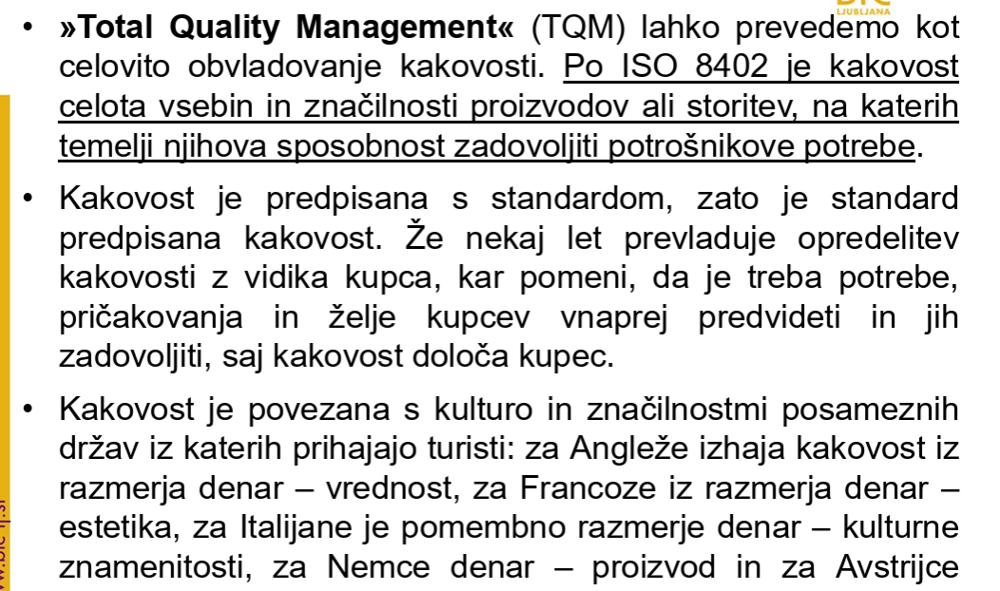 LJUBLJANA
• »Total Quality Management« (TQM) lahko prevedemo kot
celovito obvladovanje kakovosti. Po ISO 8402 je kakovost
celota vsebin in značilnosti proizvodov ali storitev, na katerih
temelji njihova sposobnost zadovoljiti potrošnikove potrebe.
• Kakovost je predpisana s standardom, zato je standard
predpisana kakovost. Že nekaj let prevladuje opredelitev
kakovosti z vidika kupca, kar pomeni, da je treba potrebe,
pričakovanja in želje kupcev vnaprej predvideti in jih
zadovoljiti, saj kakovost določa kupec.
• Kakovost je povezana s kulturo in značilnostmi posameznih
držav iz katerih prihajajo turisti: za Angleže izhaja kakovost iz
razmerja denar – vrednost, za Francoze iz razmerja denar –
estetika, za Italijane je pomembno razmerje denar – kulturne
znamenitosti, za Nemce denar – proizvod in za Avstrijce